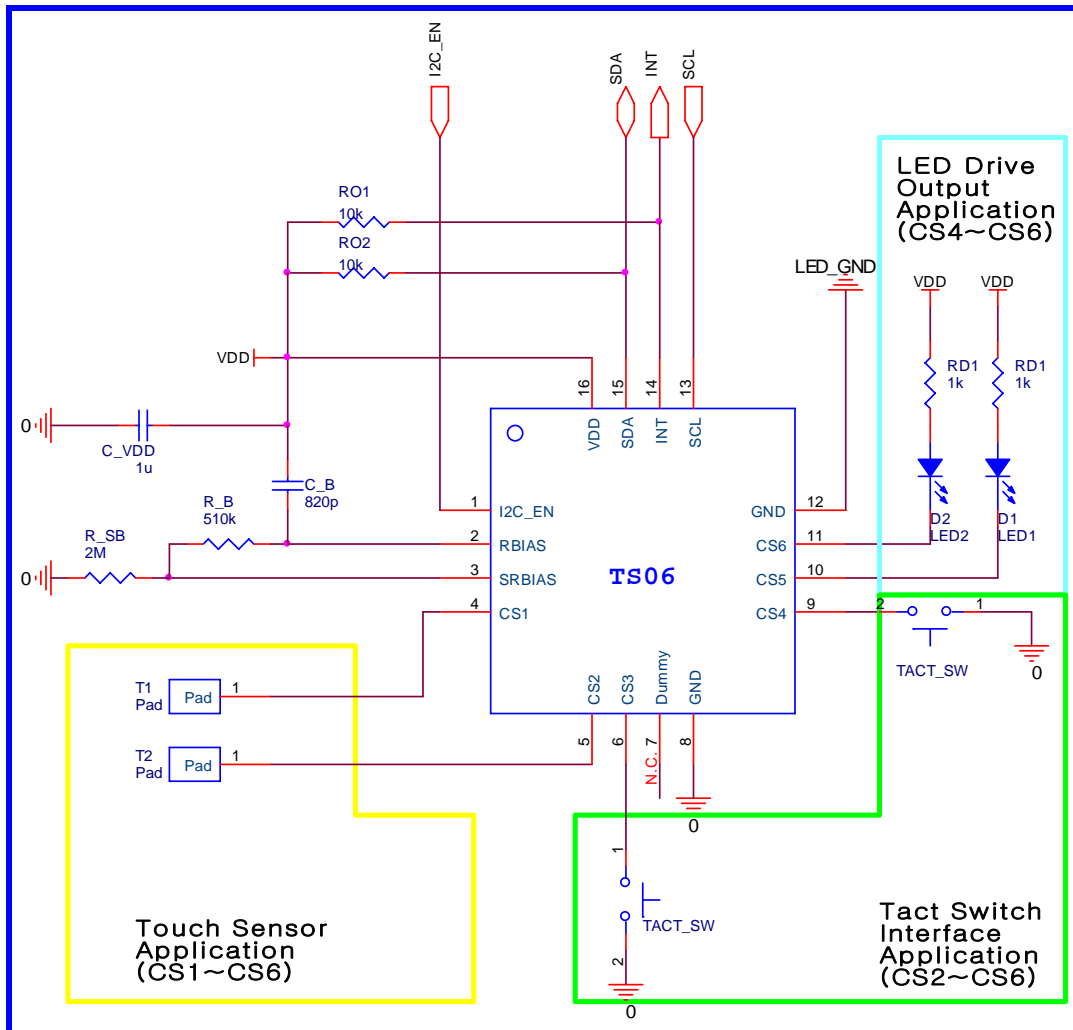 I2C_EN
SDA
INT
SCL
LED Drive
Output
Application
(CS4~CS6)
RO1
10k
RO2
10k
LED_GND
VDD
VDD
VDD
RD1
1k
RD1
1k
16
15
14
13
VDD
SDA
INT
SCL
0
C_VDD
1u
C_B
820p
D2
LED2
D1
LED1
R_B
510k
R_SB
2M
0
1
I2C_EN
2
RBIAS
3
SRBIAS
4
CS1
TS06
GND
12
CS6
11
CS5
10
CS4
9
2
1
TACT_SW
0
CS2
CS3
Dummy
GND
5
6
N.C. 7
8
0
T1
Pad
Pad
1
T2
Pad
Pad
1
1
TACT_SW
2
0
Touch Sensor
Application
(CS1~CS6)
Tact Switch
Interface
Application
(CS2~CS6)